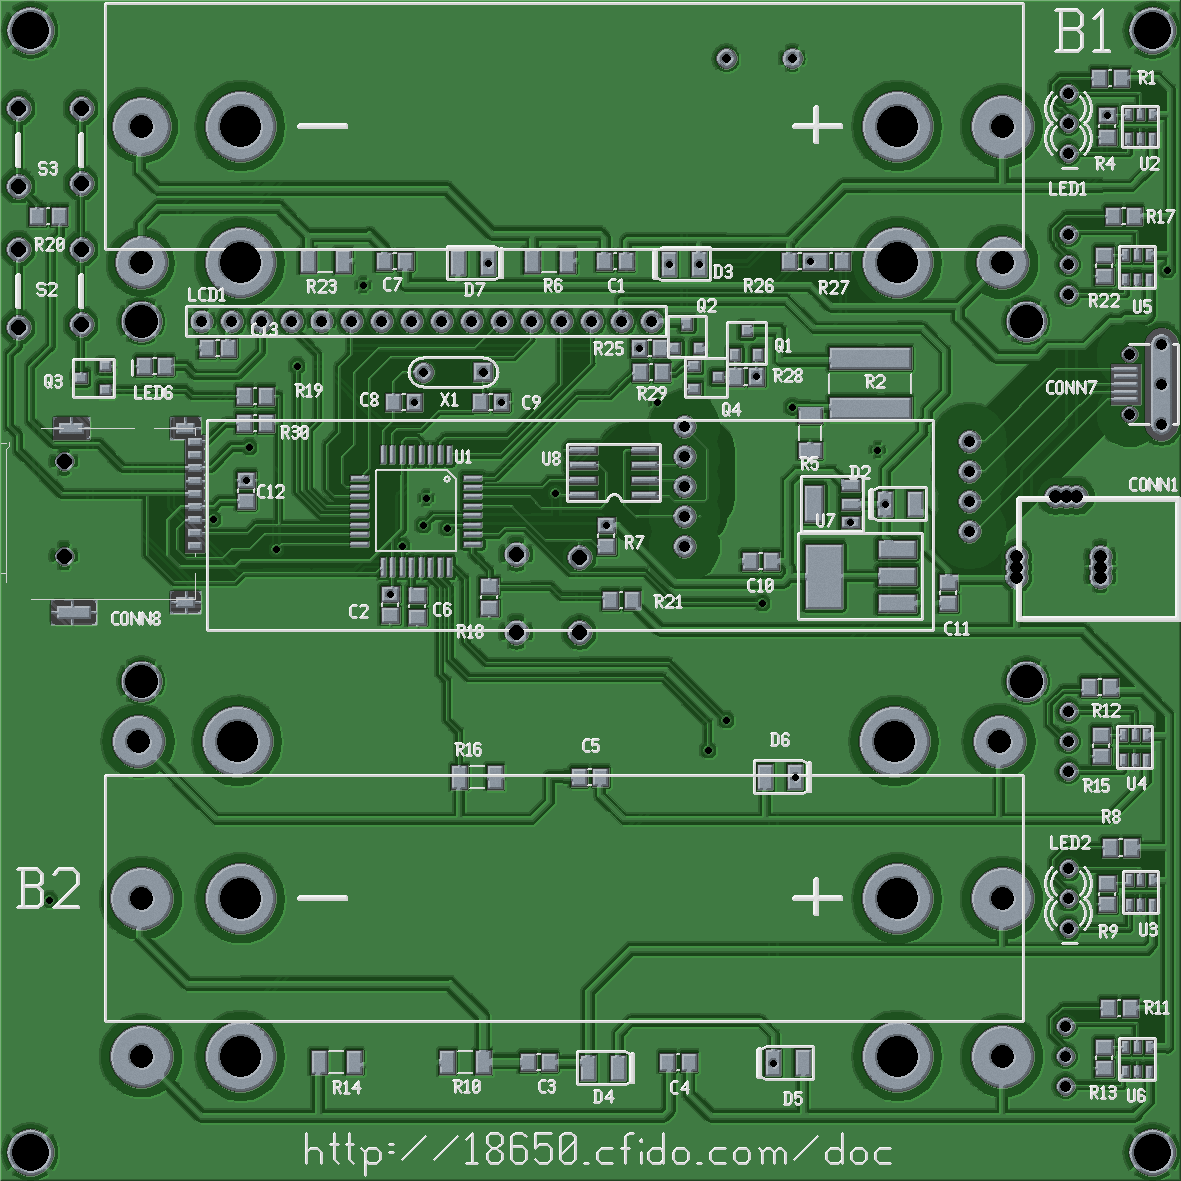 B1
R1
S3
R4
U2
LED1
R20
R17
R23
C7
D7
R6
C1
D3
R26
R27
R22
U5
S2
LCD1
C13
Q2
Q1
R25
Q3
LED6
R19
C8
X1
C9
R29
R28
Q4
R2
CONN7
R30
U1
U8
R5
D2
CONN1
C12
U7
R7
C10
C2
C6
R21
CONN8
R18
C11
R12
R16
C5
D6
R15
U4
R8
LED2
B2
R9
U3
R11
R14
R10
C3
D4
C4
D5
R13
U6
http://18650.cfido.com/doc